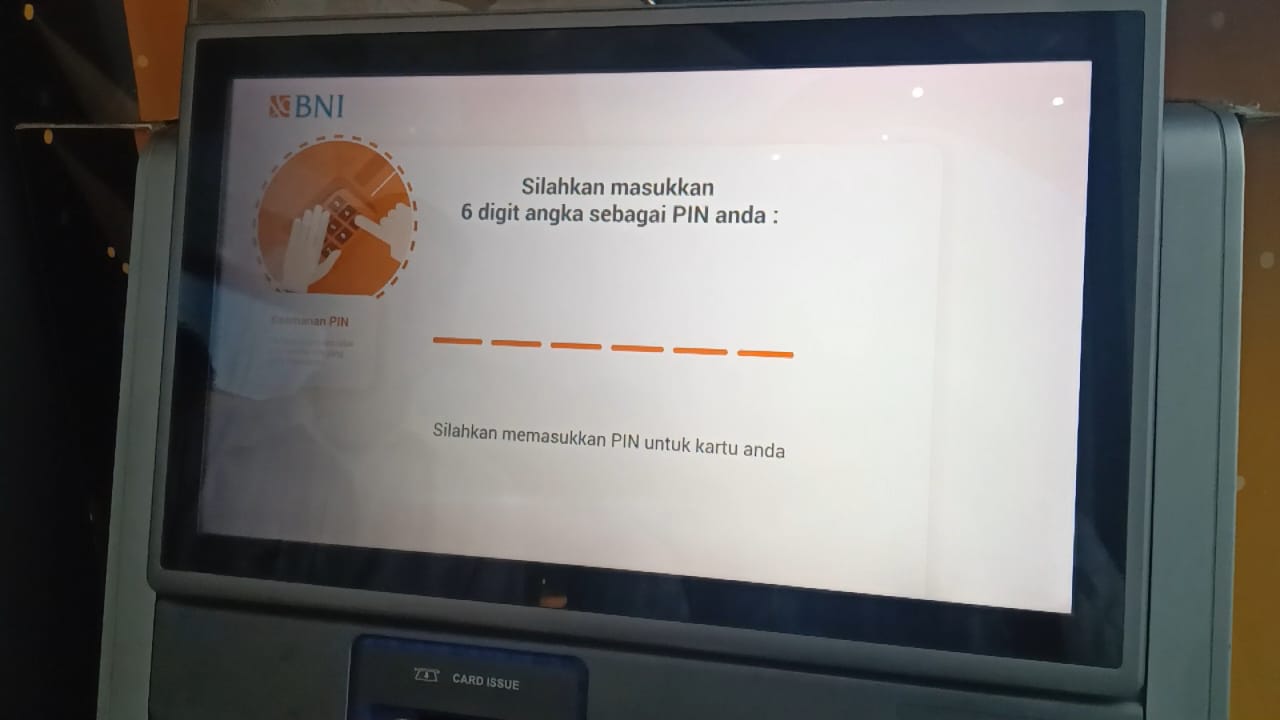 BNI
Silahkan masukkan
6 digit angka sebagai PIN anda :
Keamanan PIN
Silahkan memasukkan PIN untuk kartu anda
CARD ISSUE